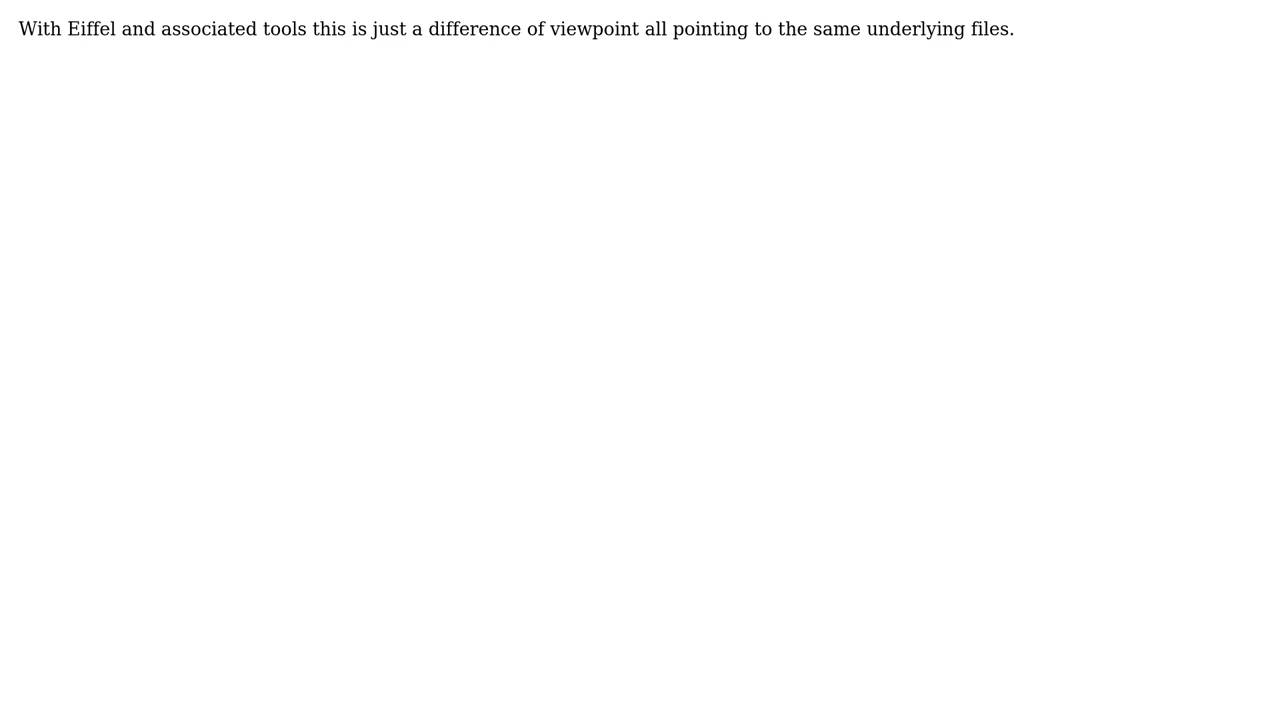 With Eiffel and associated tools this is just a difference of viewpoint all pointing to the same underlying files.